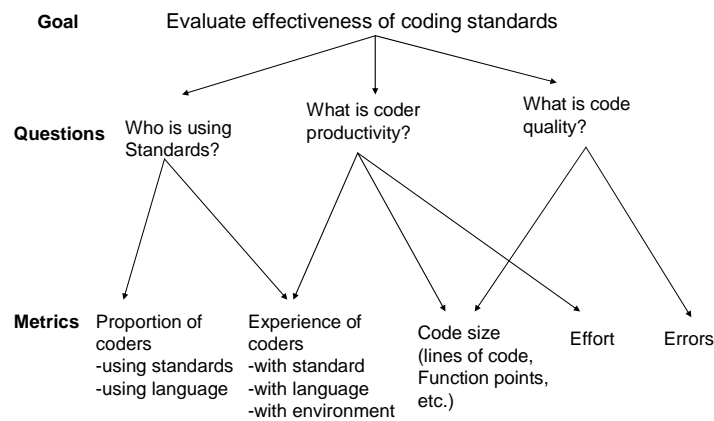 Goal
Evaluate effectiveness of coding standards
Questions
Who is using
Standards?
What is coder
productivity?
What is code
quality?
Metrics
Proportion of
coders
-using standards
-using language
Experience of
coders
-with standard
-with language
-with environment
Code size
(lines of code,
Function points,
etc.)
Effort
Errors